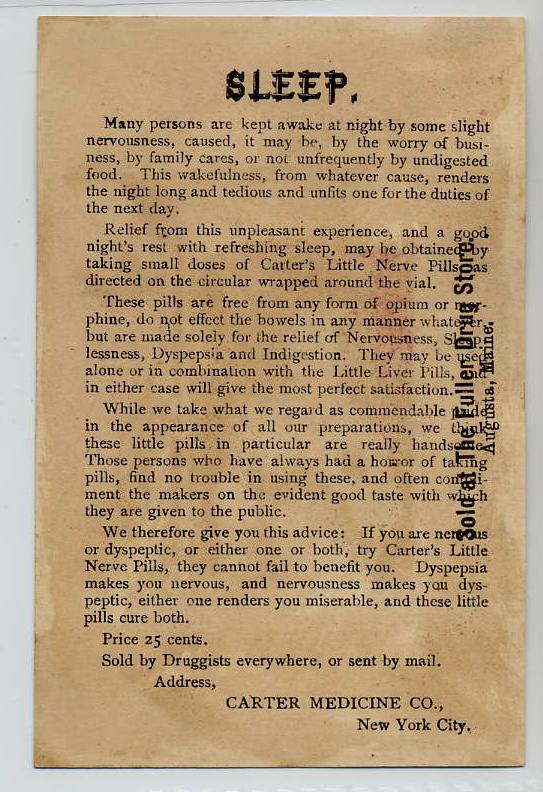 SLEEP.
Many persons are kept awake at night by some slight
nervousness, caused, it may be, by the worry of busi-
ness, by family cares, or not unfrequently by undigested
food. This wakefulness, from whatever cause, renders
the night long and tedious and unfits one for the duties of
the next day.
Relief from this unpleasant experience, and a good
night's rest with refreshing sleep, may be obtained by
taking small doses of Carter's Little Nerve Pills as
directed on the circular wrapped around the vial.
These pills are free from any form of opium or mor-
phine, do not effect the bowels in any manner whatever,
but are made solely for the relief of Nervousness, Sleep-
lessness, Dyspepsia and Indigestion. They may be used
alone or in combination with the Little Liver Pills, and
in either case will give the most perfect satisfaction.
While we take what we regard as commendable pride
in the appearance of all our preparations, we think
these little pills in particular are really handsome.
Those persons who have always had a horror of taking
pills, find no trouble in using these, and often compli-
ment the makers on the evident good taste with which
they are given to the public.
We therefore give you this advice: If you are nervous
or dyspeptic, or either one or both, try Carter's Little
Nerve Pills, they cannot fail to benefit you. Dyspepsia
makes you nervous, and nervousness makes you dys-
peptic, either one renders you miserable, and these little
pills cure both.
Price 25 cents.
Sold by Druggists everywhere, or sent by mail.
Address,
CARTER MEDICINE CO.,
New York City.
Sold at The Fuller Drug Store,
Augusta, Maine.